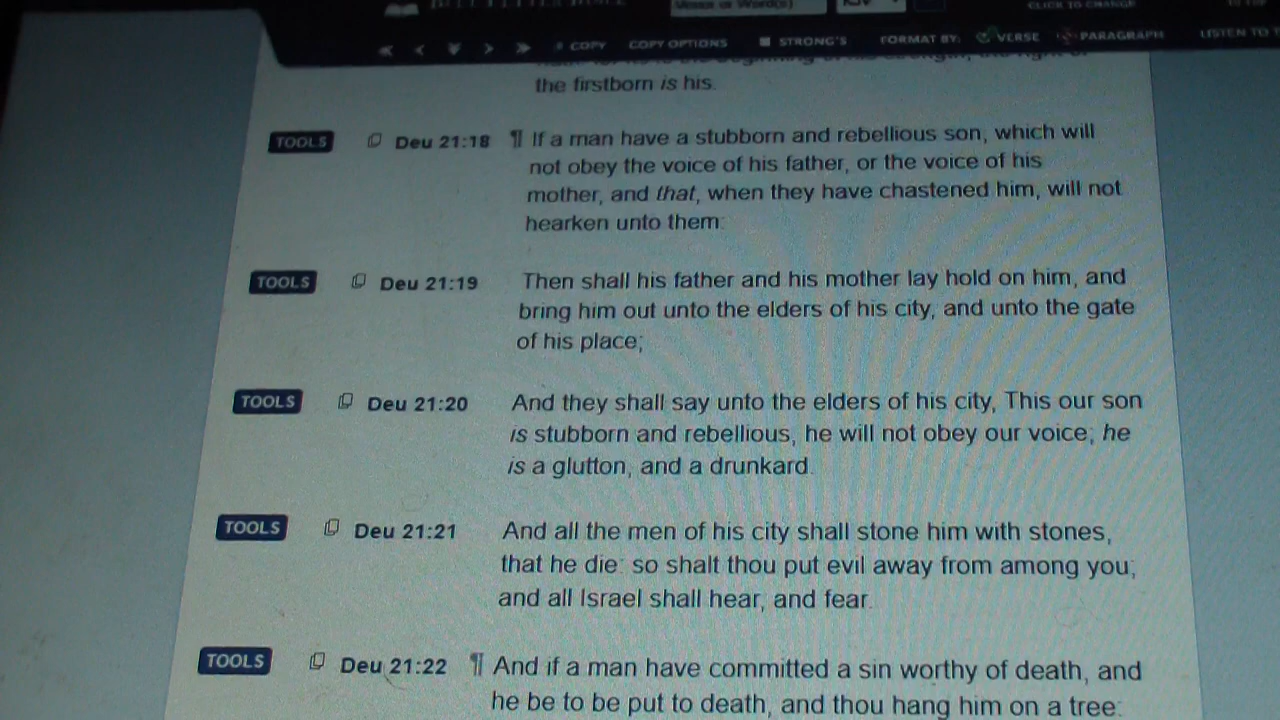 CLICK TO CHANGE
COPY COPY OPTIONS STRONG'S FORMAT BY: VERSE PARAGRAPH LISTEN TO
the firstborn is his.
TOOLS Deu 21:18 ¶ If a man have a stubborn and rebellious son, which will
not obey the voice of his father, or the voice of his
mother, and that, when they have chastened him, will not
hearken unto them:
TOOLS Deu 21:19 Then shall his father and his mother lay hold on him, and
bring him out unto the elders of his city, and unto the gate
of his place;
TOOLS Deu 21:20 And they shall say unto the elders of his city, This our son
is stubborn and rebellious, he will not obey our voice; he
is a glutton, and a drunkard.
TOOLS Deu 21:21 And all the men of his city shall stone him with stones,
that he die: so shalt thou put evil away from among you;
and all Israel shall hear, and fear.
TOOLS Deu 21:22 ¶ And if a man have committed a sin worthy of death, and
he be to be put to death, and thou hang him on a tree: